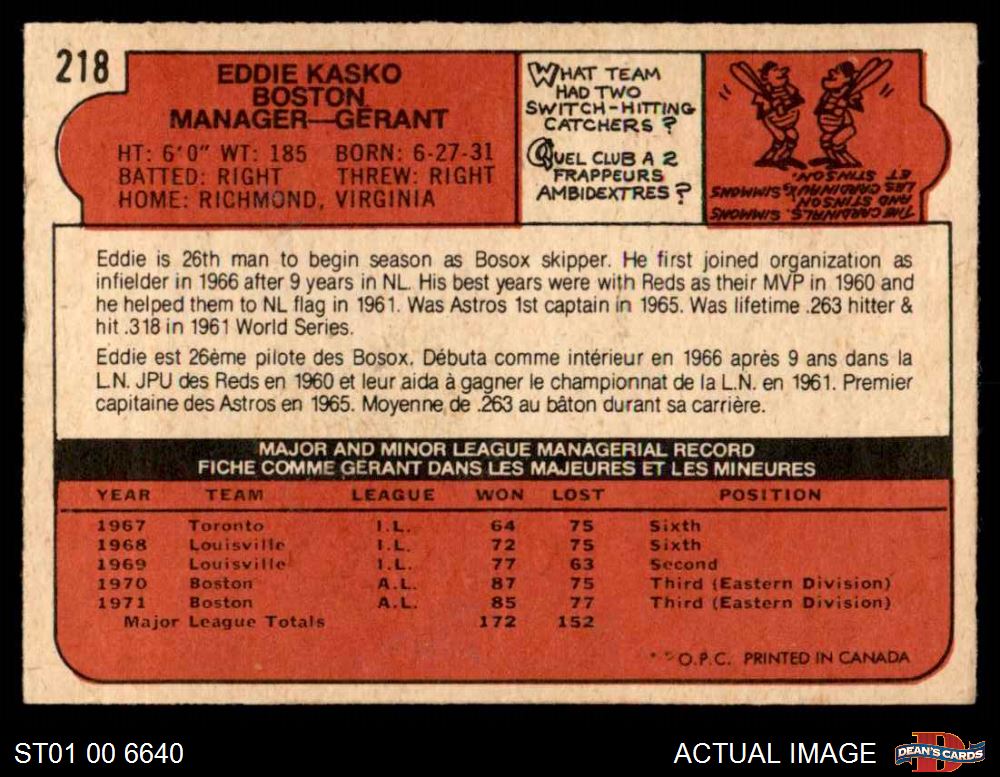 218
EDDIE KASKO
BOSTON
MANAGER—GÉRANT
HT: 6'0" WT: 185 BORN: 6-27-31
BATTED: RIGHT THREW: RIGHT
HOME: RICHMOND, VIRGINIA
WHAT TEAM
HAD TWO
SWITCH-HITTING
CATCHERS?
QUEL CLUB A 2
FRAPPEURS
AMBIDEXTRES?
THE CARDINALS, SIMMONS
AND STINSON
LES CARDINAUX, SIMMONS
ET STINSON.
Eddie is 26th man to begin season as Bosox skipper. He first joined organization as
infielder in 1966 after 9 years in NL. His best years were with Reds as their MVP in 1960 and
he helped them to NL flag in 1961. Was Astros 1st captain in 1965. Was lifetime .263 hitter &
hit .318 in 1961 World Series.
Eddie est 26ème pilote des Bosox. Débuta comme intérieur en 1966 après 9 ans dans la
L.N. JPU des Reds en 1960 et leur aida à gagner le championnat de la L.N. en 1961. Premier
capitaine des Astros en 1965. Moyenne de .263 au bâton durant sa carrière.
MAJOR AND MINOR LEAGUE MANAGERIAL RECORD
FICHE COMME GÉRANT DANS LES MAJEURES ET LES MINEURES
YEAR TEAM LEAGUE WON LOST POSITION
1967 Toronto I.L. 64 75 Sixth
1968 Louisville I.L. 72 75 Sixth
1969 Louisville I.L. 77 63 Second
1970 Boston A.L. 87 75 Third (Eastern Division)
1971 Boston A.L. 85 77 Third (Eastern Division)
Major League Totals 172 152
* * O.P.C. PRINTED IN CANADA
ST01 00 6640
ACTUAL IMAGE
D
DEAN'S CARDS